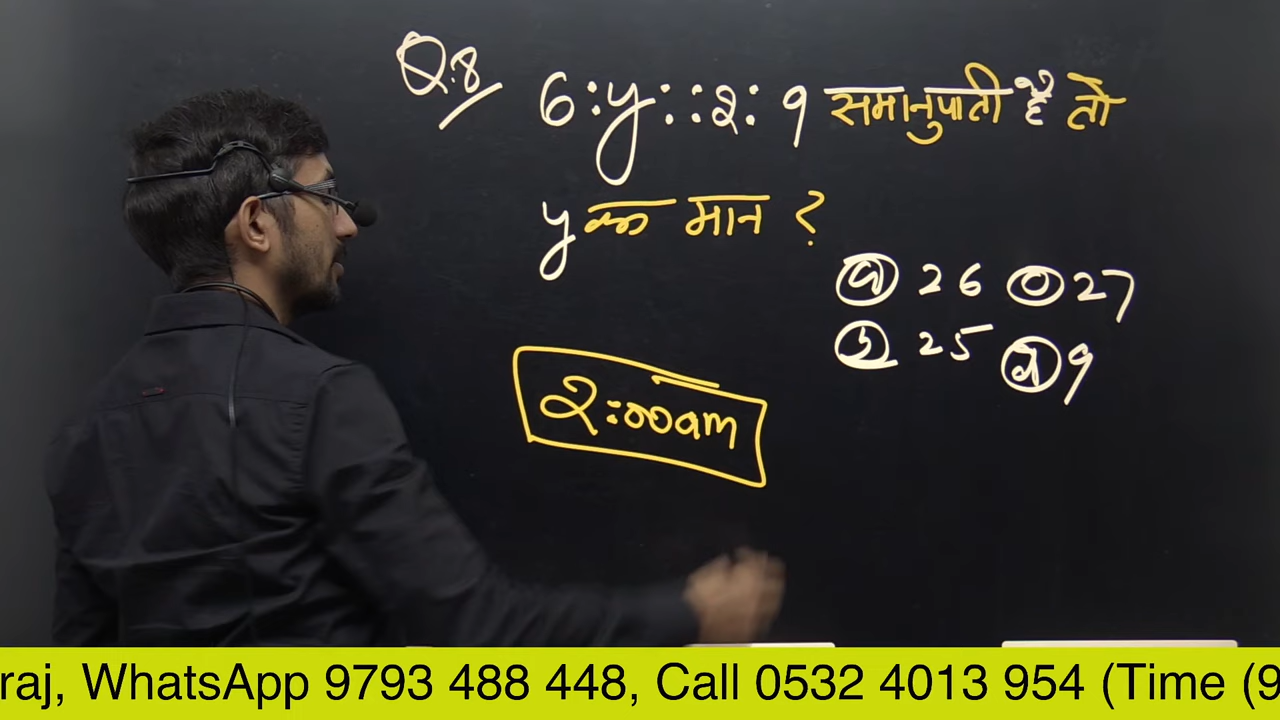 Q.8 6:y::2:9 समानुपाती है तो
y का मान ?
26 27
25 9
2:00am
raj, WhatsApp 9793 488 448, Call 0532 4013 954 (Time (9